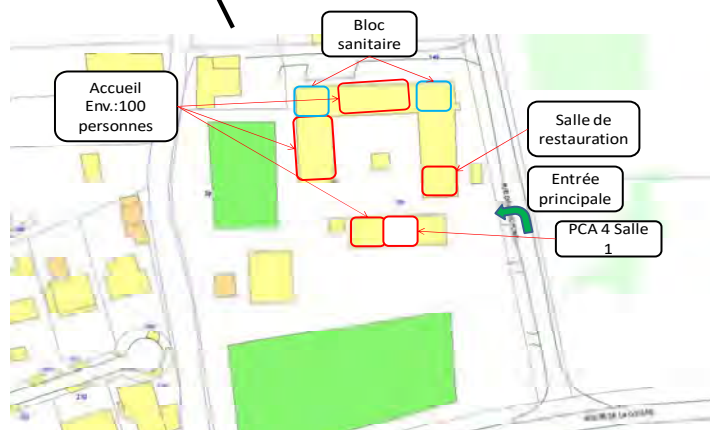 Bloc
sanitaire
Accueil
Env.:100
personnes
Salle de
restauration
Entrée
principale
PCA 4 Salle
1